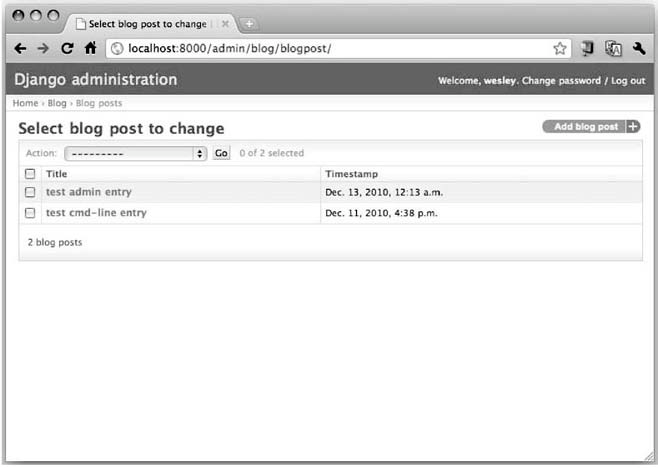 Select blog post to change |
localhost:8000/admin/blog/blogpost/
Django administration
Welcome, wesley. Change password / Log out
Home › Blog › Blog posts
Select blog post to change
Add blog post +
Action: --------- Go 0 of 2 selected
Title Timestamp
test admin entry Dec. 13, 2010, 12:13 a.m.
test cmd-line entry Dec. 11, 2010, 4:38 p.m.
2 blog posts